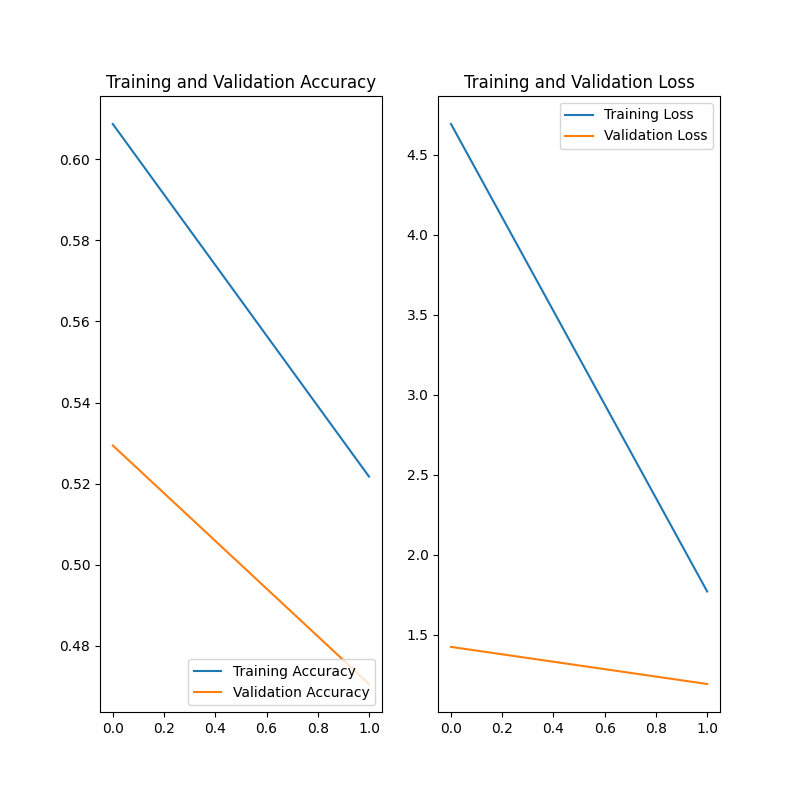 Training and Validation Accuracy
0.60
0.58
0.56
0.54
0.52
0.50
0.48
Training Accuracy
Validation Accuracy
0.0 0.2 0.4 0.6 0.8 1.0
Training and Validation Loss
Training Loss
Validation Loss
4.5
4.0
3.5
3.0
2.5
2.0
1.5
0.0 0.2 0.4 0.6 0.8 1.0